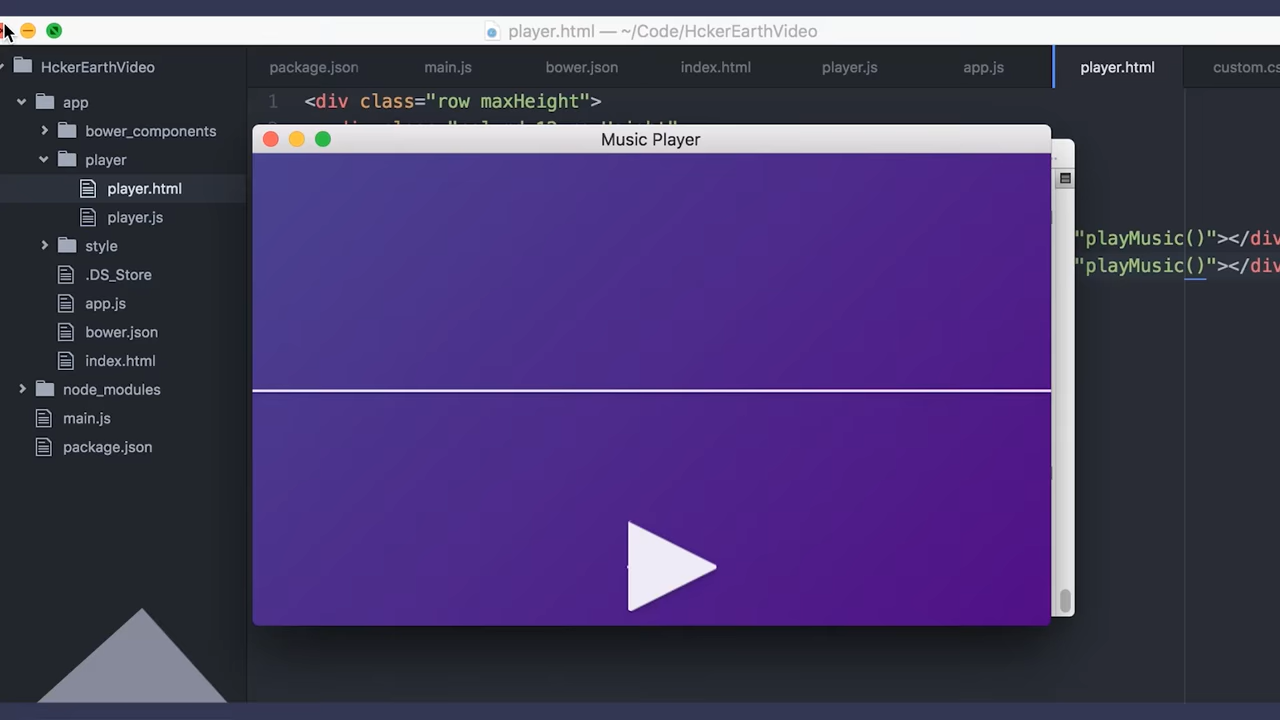 player.html — ~/Code/HckerEarthVideo
HckerEarthVideo
package.json
main.js
bower.json
index.html
player.js
app.js
player.html
custom.cs
app
bower_components
player
player.html
player.js
style
.DS_Store
app.js
bower.json
index.html
node_modules
main.js
package.json
1 <div class="row maxHeight">
Music Player
"playMusic()"></div
"playMusic()"></div